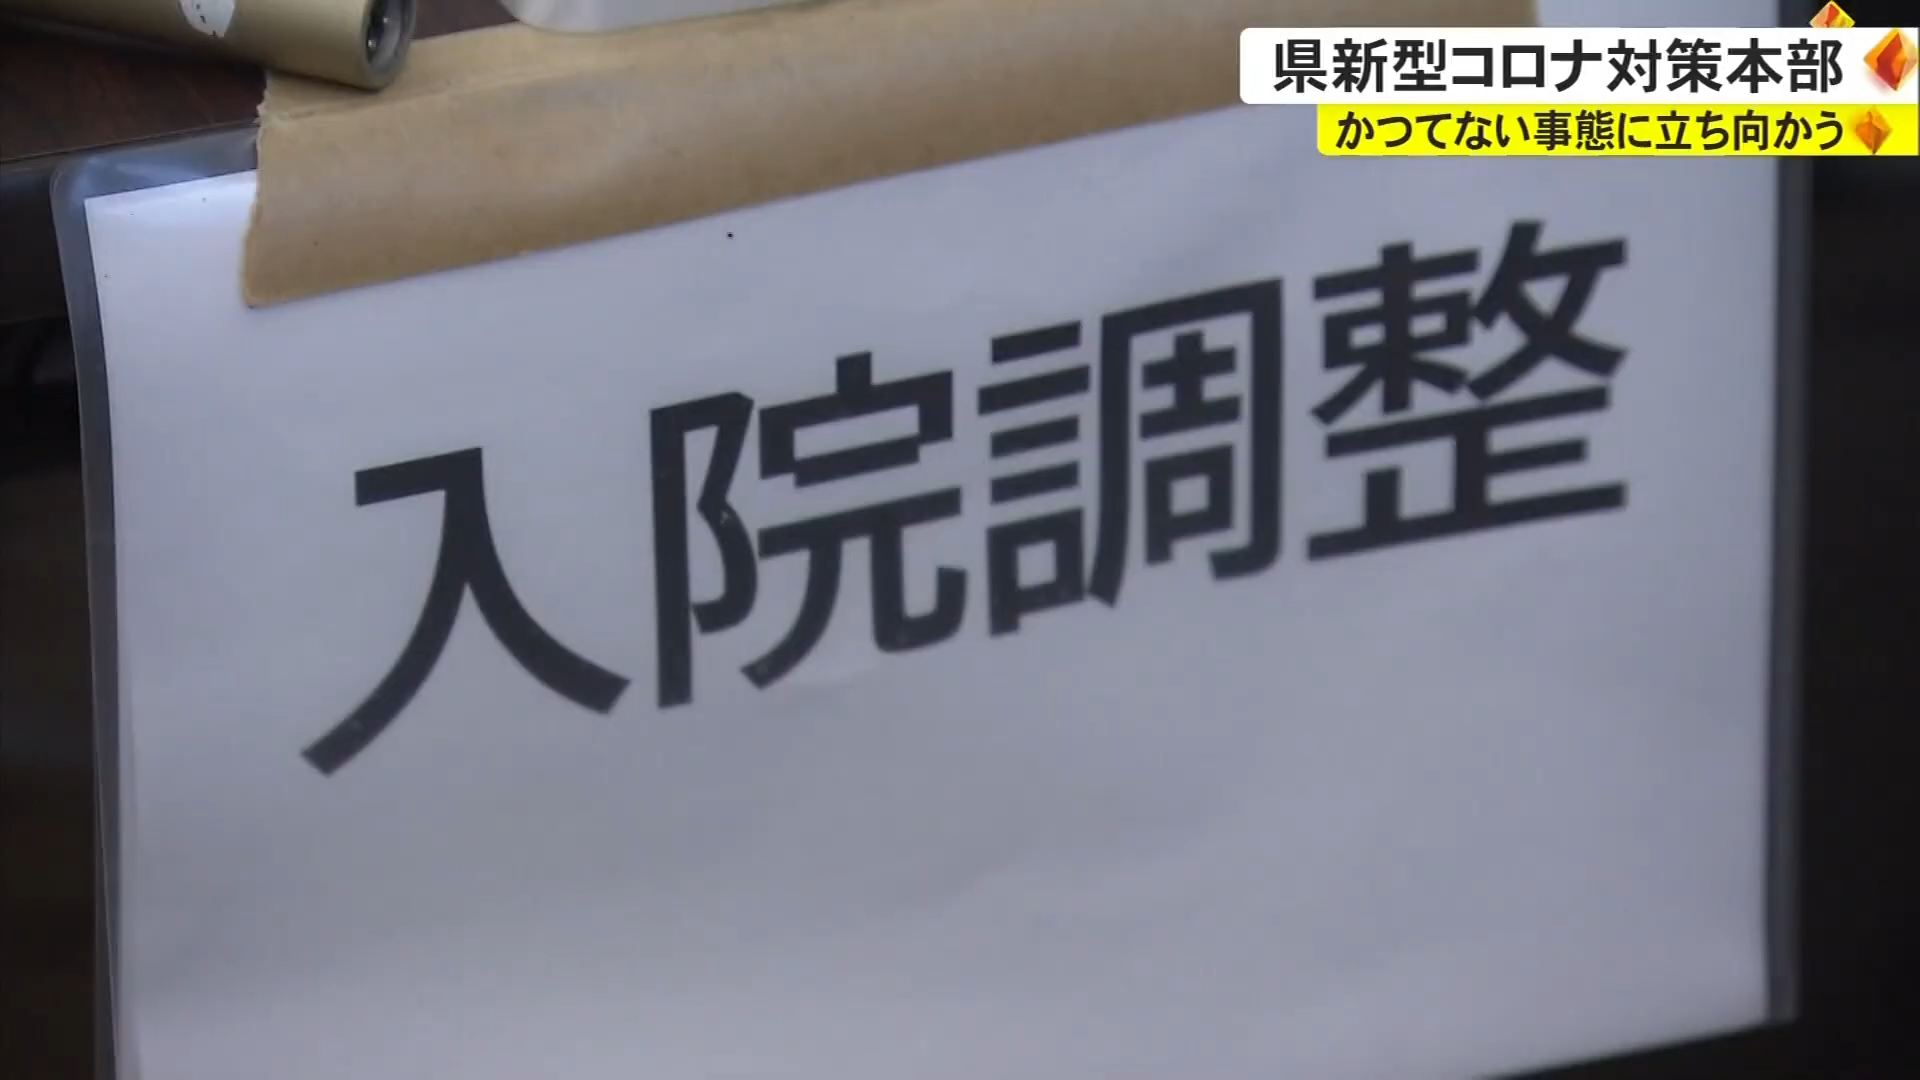 県新型コロナ対策本部
かつてない事態に立ち向かう
入院調整